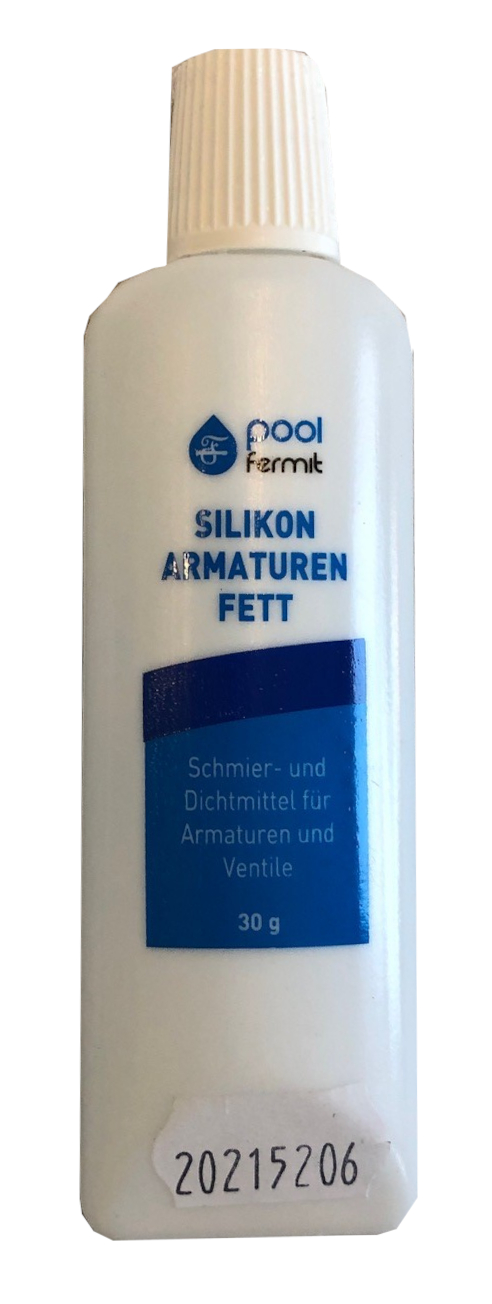 pool
fermit
SILIKON
ARMATUREN
FETT
Schmier- und
Dichtmittel für
Armaturen und
Ventile
30 g
20215206